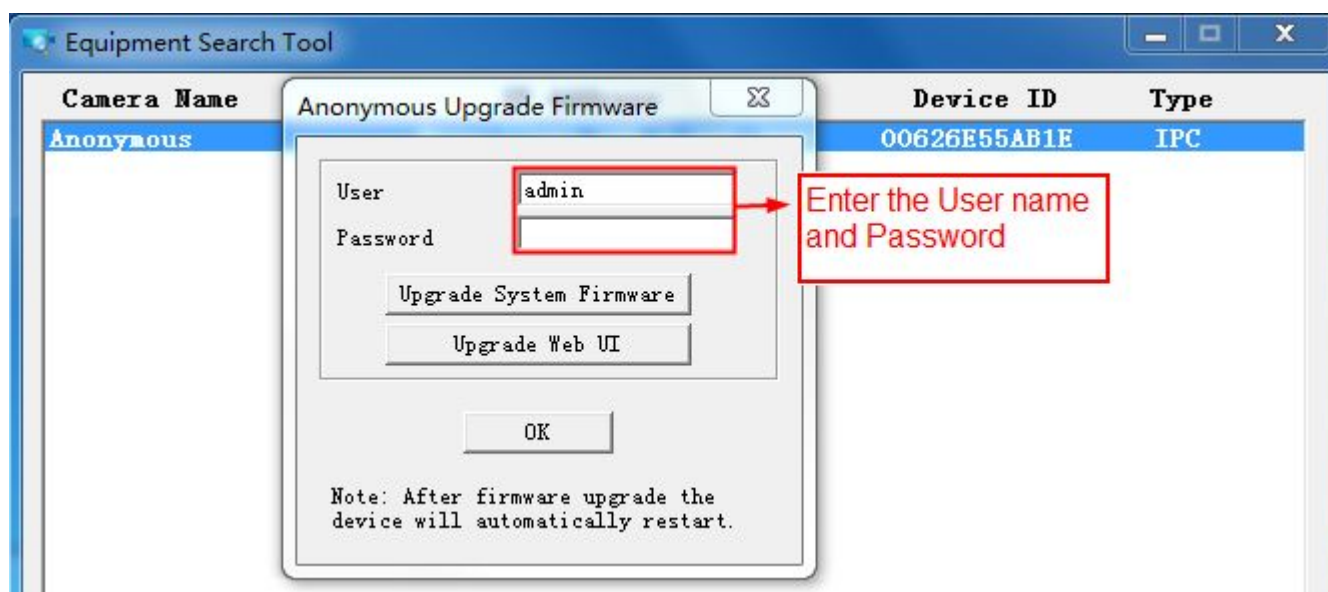 Equipment Search Tool
Camera Name Device ID Type
Anonymous 00626E55AB1E IPC
Anonymous Upgrade Firmware
User admin
Password
Enter the User name
and Password
Upgrade System Firmware
Upgrade Web UI
OK
Note: After firmware upgrade the
device will automatically restart.